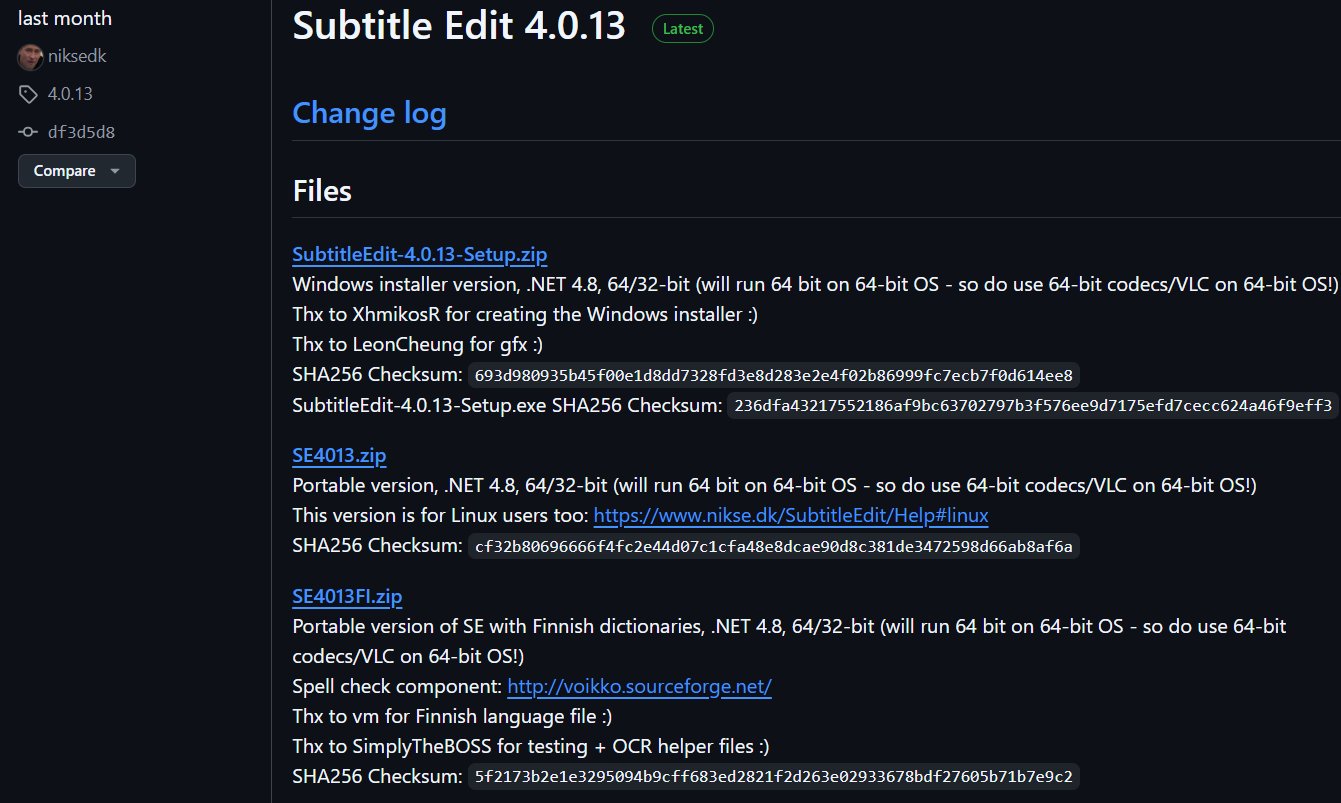 last month
niksedk
4.0.13
df3d5d8
Compare
Subtitle Edit 4.0.13
Latest
Change log
Files
SubtitleEdit-4.0.13-Setup.zip
Windows installer version, .NET 4.8, 64/32-bit (will run 64 bit on 64-bit OS - so do use 64-bit codecs/VLC on 64-bit OS!)
Thx to XhmikosR for creating the Windows installer :)
Thx to LeonCheung for gfx :)
SHA256 Checksum: 693d980935b45f00e1d8dd7328fd3e8d283e2e4f02b86999fc7ecb7f0d614ee8
SubtitleEdit-4.0.13-Setup.exe SHA256 Checksum: 236dfa43217552186af9bc63702797b3f576ee9d7175efd7cecc624a46f9eff3
SE4013.zip
Portable version, .NET 4.8, 64/32-bit (will run 64 bit on 64-bit OS - so do use 64-bit codecs/VLC on 64-bit OS!)
This version is for Linux users too: https://www.nikse.dk/SubtitleEdit/Help#linux
SHA256 Checksum: cf32b80696666f4fc2e44d07c1cfa48e8dcae90d8c381de3472598d66ab8af6a
SE4013FI.zip
Portable version of SE with Finnish dictionaries, .NET 4.8, 64/32-bit (will run 64 bit on 64-bit OS - so do use 64-bit
codecs/VLC on 64-bit OS!)
Spell check component: http://voikko.sourceforge.net/
Thx to vm for Finnish language file :)
Thx to SimplyTheBOSS for testing + OCR helper files :)
SHA256 Checksum: 5f2173b2e1e3295094b9cff683ed2821f2d263e02933678bdf27605b71b7e9c2